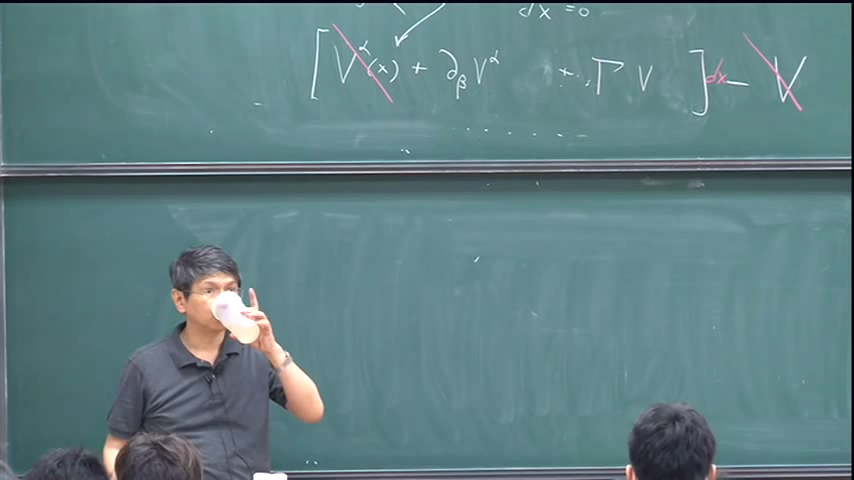 dx = 0
[ V^α(x) + ∂_β V^α + Γ V ] dx − V